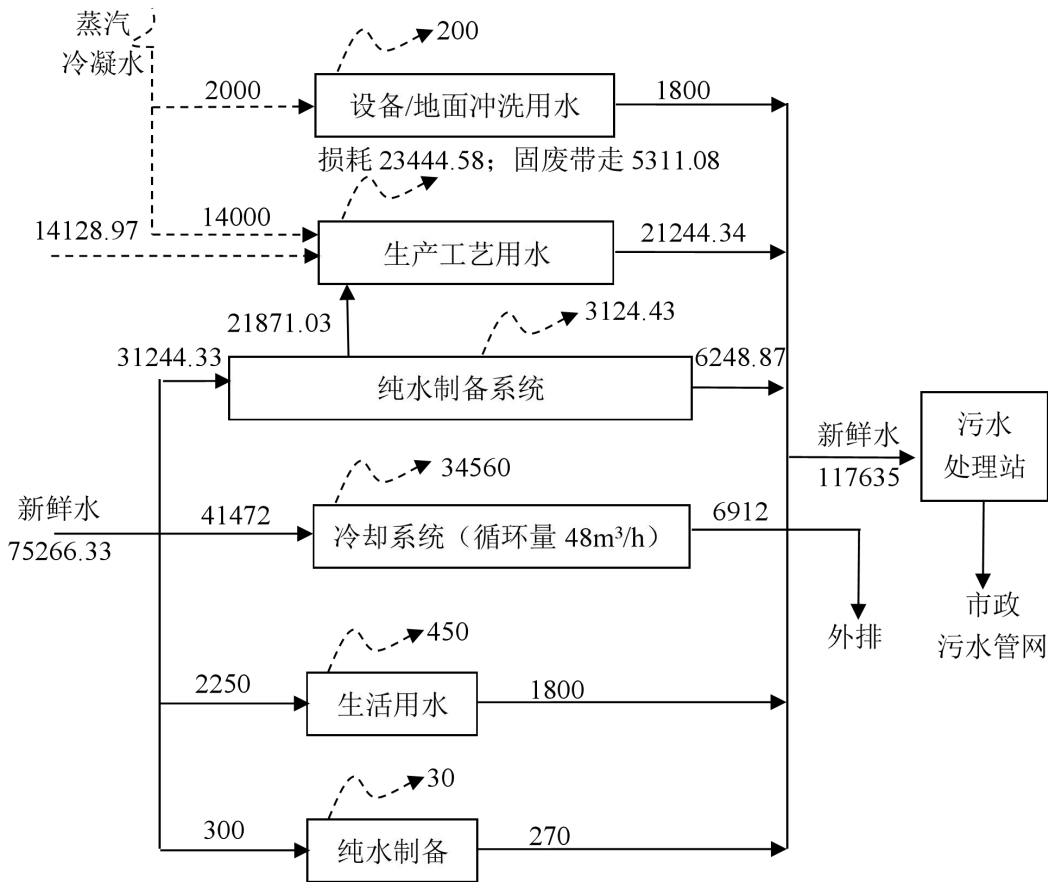 蒸汽
冷凝水
200
2000
设备/地面冲洗用水
1800
损耗 23444.58；固废带走 5311.08
14128.97
14000
生产工艺用水
21244.34
21871.03
3124.43
31244.33
纯水制备系统
6248.87
新鲜水
117635
污水
处理站
34560
新鲜水
75266.33
41472
冷却系统（循环量 48m³/h）
6912
外排
市政
污水管网
450
2250
生活用水
1800
30
300
纯水制备
270